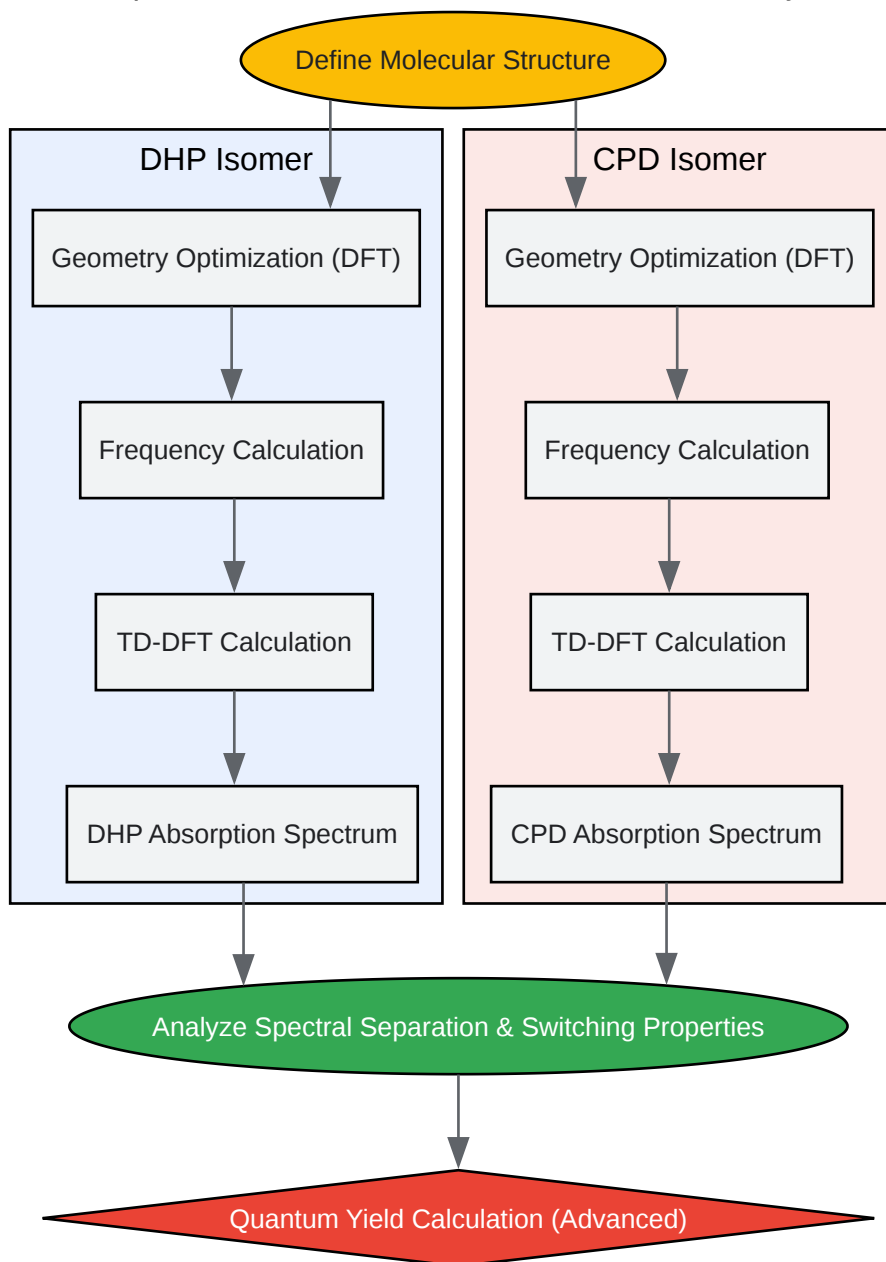 Define Molecular Structure
DHP Isomer
CPD Isomer
Geometry Optimization (DFT)
Geometry Optimization (DFT)
Frequency Calculation
Frequency Calculation
TD-DFT Calculation
TD-DFT Calculation
DHP Absorption Spectrum
CPD Absorption Spectrum
Analyze Spectral Separation & Switching Properties
Quantum Yield Calculation (Advanced)